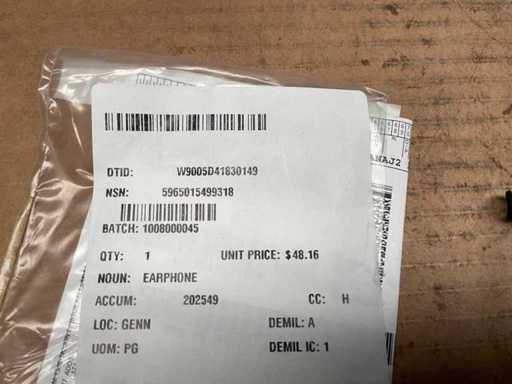 DTID: W9005D41830149
NSN: 5965015499318
BATCH: 1008000045
QTY: 1 UNIT PRICE: $48.16
NOUN: EARPHONE
ACCUM: 202549 CC: H
LOC: GENN DEMIL: A
UOM: PG DEMIL IC: 1